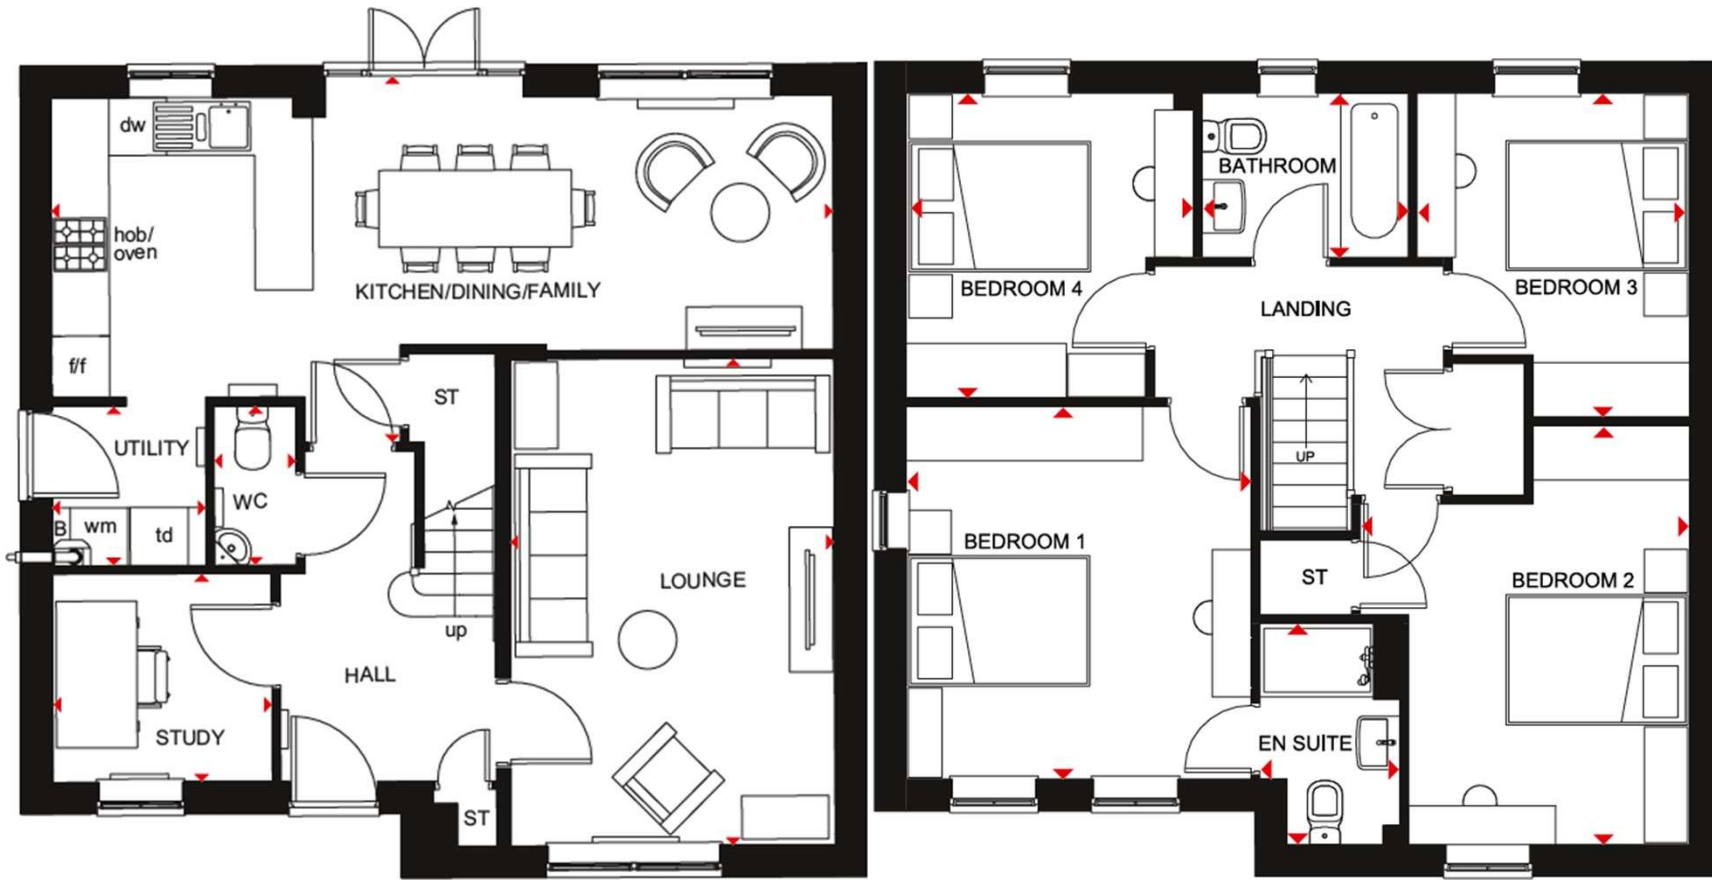 dw
hob/
oven
KITCHEN/DINING/FAMILY
f/f
ST
UTILITY
WC
B
wm
td
LOUNGE
up
HALL
STUDY
ST
BATHROOM
BEDROOM 4
BEDROOM 3
LANDING
UP
BEDROOM 1
ST
BEDROOM 2
EN SUITE